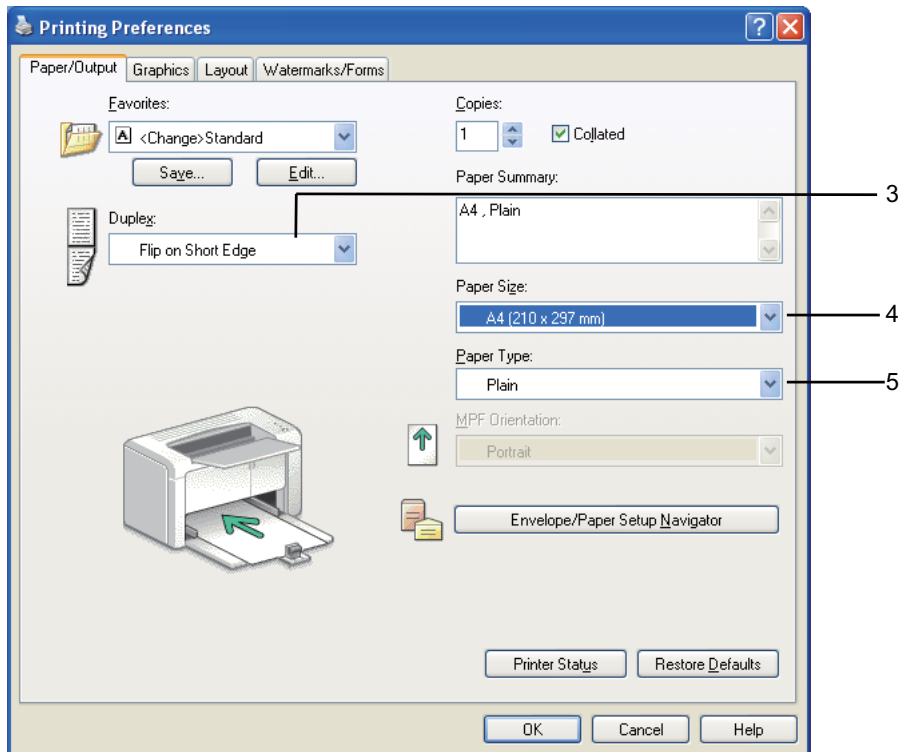 Printing Preferences
Paper/Output Graphics Layout Watermarks/Forms
Favorites:
A <Change>Standard
Save... Edit...
Duplex:
Flip on Short Edge
Copies:
1 Collated
Paper Summary:
A4 , Plain
3
Paper Size:
A4 (210 x 297 mm)
4
Paper Type:
Plain
5
MPF Orientation:
Portrait
Envelope/Paper Setup Navigator
Printer Status Restore Defaults
OK Cancel Help